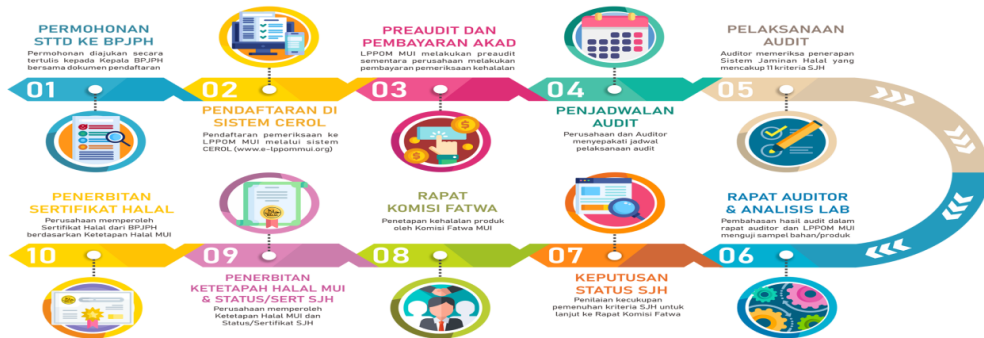 PERMOHONAN
STTD KE BPJPH
Permohonan diajukan secara
tertulis kepada Kepala BPJPH
bersama dokumen pendaftaran
01
02
PENDAFTARAN DI
SISTEM CEROL
Pendaftaran pemeriksaan ke
LPPOM MUI melalui sistem
CEROL (www.e-lppommui.org)
PREAUDIT DAN
PEMBAYARAN AKAD
LPPOM MUI melakukan preaudit
sementara perusahaan melakukan
pembayaran pemeriksaan kehalalan
03
04
PENJADWALAN
AUDIT
Perusahaan dan Auditor
menyepakati jadwal
pelaksanaan audit
PELAKSANAAN
AUDIT
Auditor memeriksa penerapan
Sistem Jaminan Halal yang
mencakup 11 kriteria SJH
05
RAPAT AUDITOR
& ANALISIS LAB
Pembahasan hasil audit dalam
rapat auditor dan LPPOM MUI
menguji sampel bahan/produk
06
07
KEPUTUSAN
STATUS SJH
Penilaian kecukupan
pemenuhan kriteria SJH untuk
lanjut ke Rapat Komisi Fatwa
RAPAT
KOMISI FATWA
Penetapan kehalalan produk
oleh Komisi Fatwa MUI
08
09
PENERBITAN
KETETAPAH HALAL MUI
& STATUS/SERT SJH
Perusahaan memperoleh
Ketetapan Halal MUI dan
Status/Sertifikat SJH
PENERBITAN
SERTIFIKAT HALAL
Perusahaan memperoleh
Sertifikat Halal dari BPJPH
berdasarkan Ketetapan Halal MUI
10